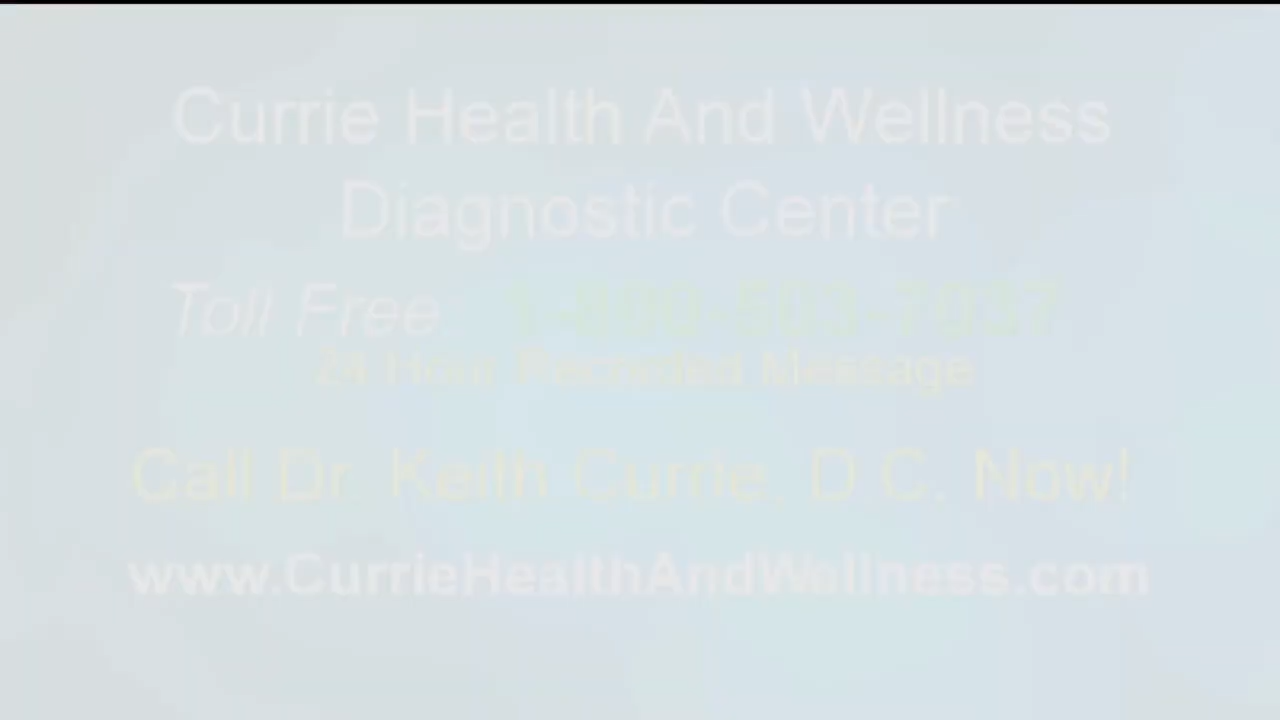 Currie Health And Wellness
Diagnostic Center
Toll Free
24 Hour Recorded Message
Call Dr. Keith Currie, D.C. Now!
www.CurrieHealthAndWellness.com